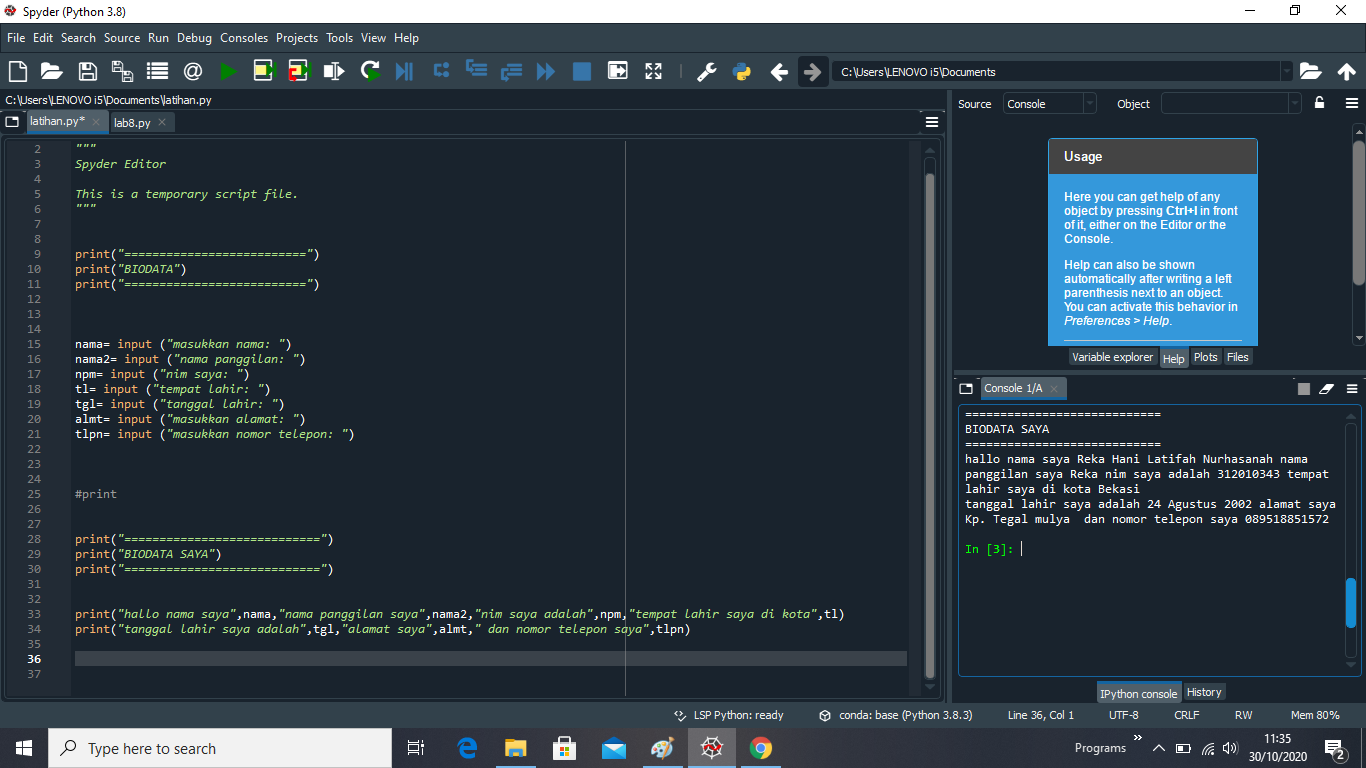 Spyder (Python 3.8)
File Edit Search Source Run Debug Consoles Projects Tools View Help
C:\Users\LENOVO i5\Documents
C:\Users\LENOVO i5\Documents\latihan.py
latihan.py*
lab8.py
2 """
3 Spyder Editor
4
5 This is a temporary script file.
6 """
7
8
9 print("==========================")
10 print("BIODATA")
11 print("==========================")
12
13
14
15 nama= input ("masukkan nama: ")
16 nama2= input ("nama panggilan: ")
17 npm= input ("nim saya: ")
18 tl= input ("tempat lahir: ")
19 tgl= input ("tanggal lahir: ")
20 almt= input ("masukkan alamat: ")
21 tlpn= input ("masukkan nomor telepon: ")
22
23
24
25 #print
26
27
28 print("============================")
29 print("BIODATA SAYA")
30 print("============================")
31
32
33 print("hallo nama saya",nama,"nama panggilan saya",nama2,"nim saya adalah",npm,"tempat lahir saya di kota",tl)
34 print("tanggal lahir saya adalah",tgl,"alamat saya",almt," dan nomor telepon saya",tlpn)
35
36
37
Source Console Object
Usage
Here you can get help of any
object by pressing Ctrl+I in front
of it, either on the Editor or the
Console.
Help can also be shown
automatically after writing a left
parenthesis next to an object.
You can activate this behavior in
Preferences > Help.
Variable explorer Help Plots Files
Console 1/A
============================
BIODATA SAYA
============================
hallo nama saya Reka Hani Latifah Nurhasanah nama
panggilan saya Reka nim saya adalah 312010343 tempat
lahir saya di kota Bekasi
tanggal lahir saya adalah 24 Agustus 2002 alamat saya
Kp. Tegal mulya  dan nomor telepon saya 089518851572
In [3]:
IPython console History
LSP Python: ready conda: base (Python 3.8.3) Line 36, Col 1 UTF-8 CRLF RW Mem 80%
Type here to search
Programs
11:35
30/10/2020
2